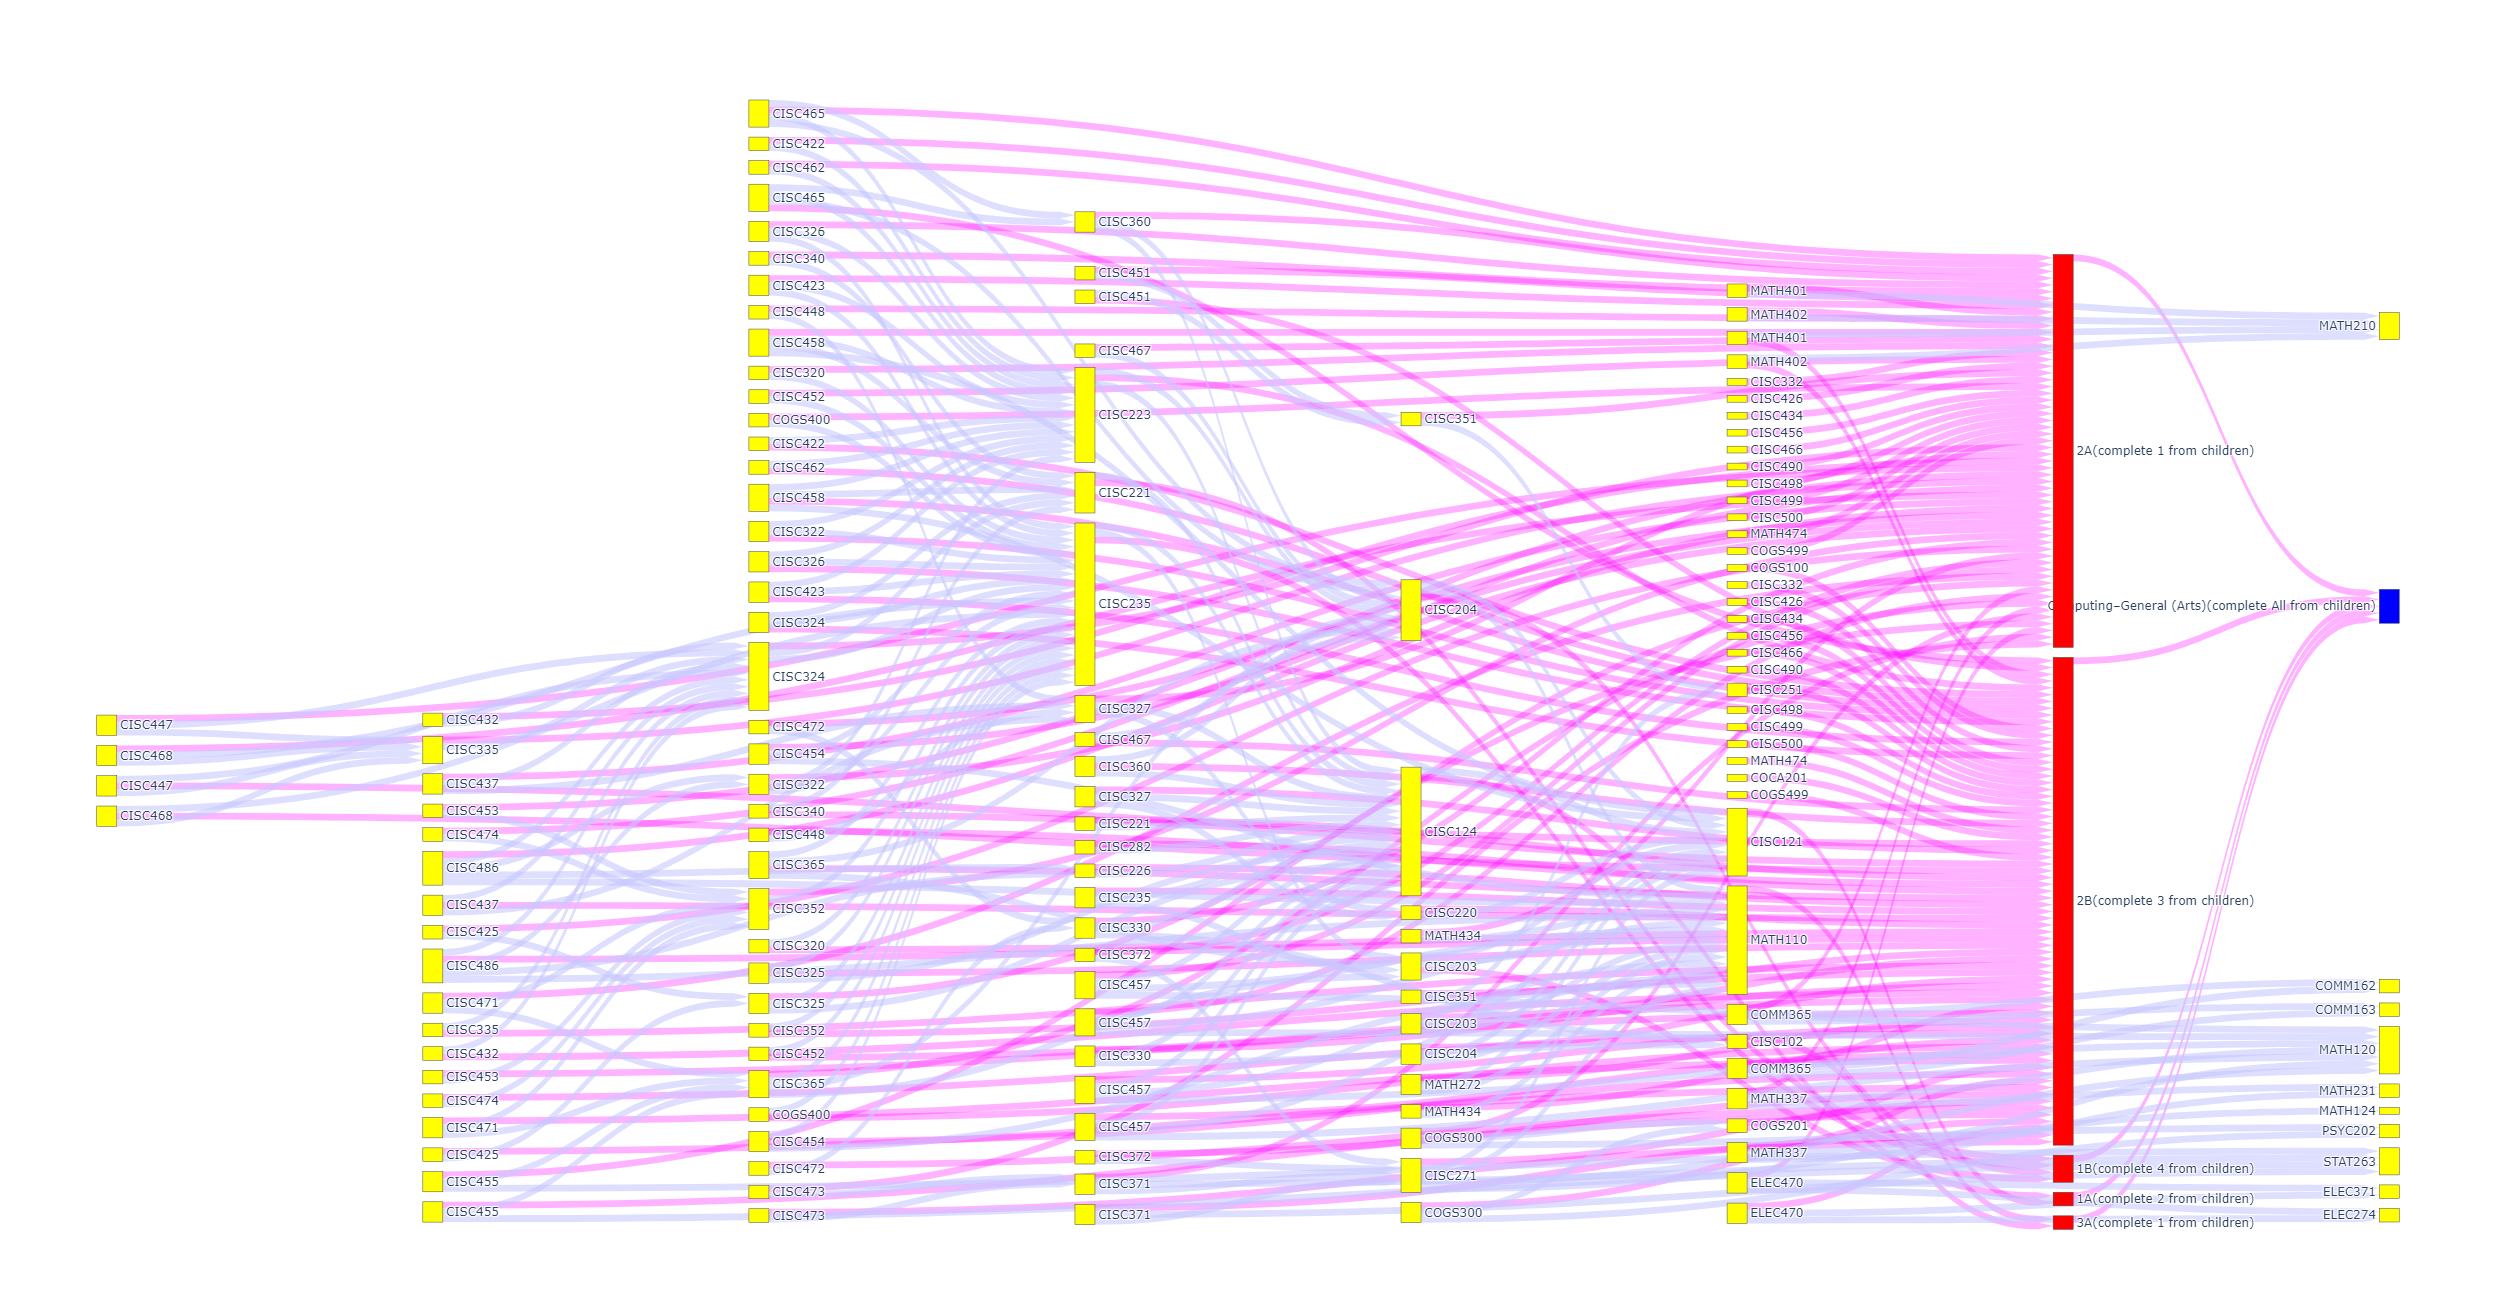 CISC447
CISC468
CISC447
CISC468
CISC432
CISC335
CISC437
CISC453
CISC474
CISC486
CISC437
CISC425
CISC486
CISC471
CISC335
CISC432
CISC453
CISC474
CISC471
CISC425
CISC455
CISC455
CISC465
CISC422
CISC462
CISC465
CISC326
CISC340
CISC423
CISC448
CISC458
CISC320
CISC452
COGS400
CISC422
CISC462
CISC458
CISC322
CISC326
CISC423
CISC324
CISC324
CISC472
CISC454
CISC322
CISC340
CISC448
CISC365
CISC352
CISC320
CISC325
CISC325
CISC352
CISC452
CISC365
COGS400
CISC454
CISC472
CISC473
CISC473
CISC360
CISC451
CISC451
CISC467
CISC223
CISC221
CISC235
CISC327
CISC467
CISC360
CISC327
CISC221
CISC282
CISC226
CISC235
CISC330
CISC372
CISC457
CISC457
CISC330
CISC457
CISC457
CISC372
CISC371
CISC371
CISC351
CISC204
CISC124
CISC220
MATH434
CISC203
CISC351
CISC203
CISC204
MATH272
MATH434
COGS300
CISC271
COGS300
MATH401
MATH402
MATH401
MATH402
CISC332
CISC426
CISC434
CISC456
CISC466
CISC490
CISC498
CISC499
CISC500
MATH474
COGS499
COGS100
CISC332
CISC426
CISC434
CISC456
CISC466
CISC490
CISC251
CISC498
CISC499
CISC500
MATH474
COCA201
COGS499
CISC121
MATH110
COMM365
CISC102
COMM365
MATH337
COGS201
MATH337
ELEC470
ELEC470
2A(complete 1 from children)
2B(complete 3 from children)
1B(complete 4 from children)
1A(complete 2 from children)
3A(complete 1 from children)
MATH210
Computing–General (Arts)(complete All from children)
COMM162
COMM163
MATH120
MATH231
MATH124
PSYC202
STAT263
ELEC371
ELEC274